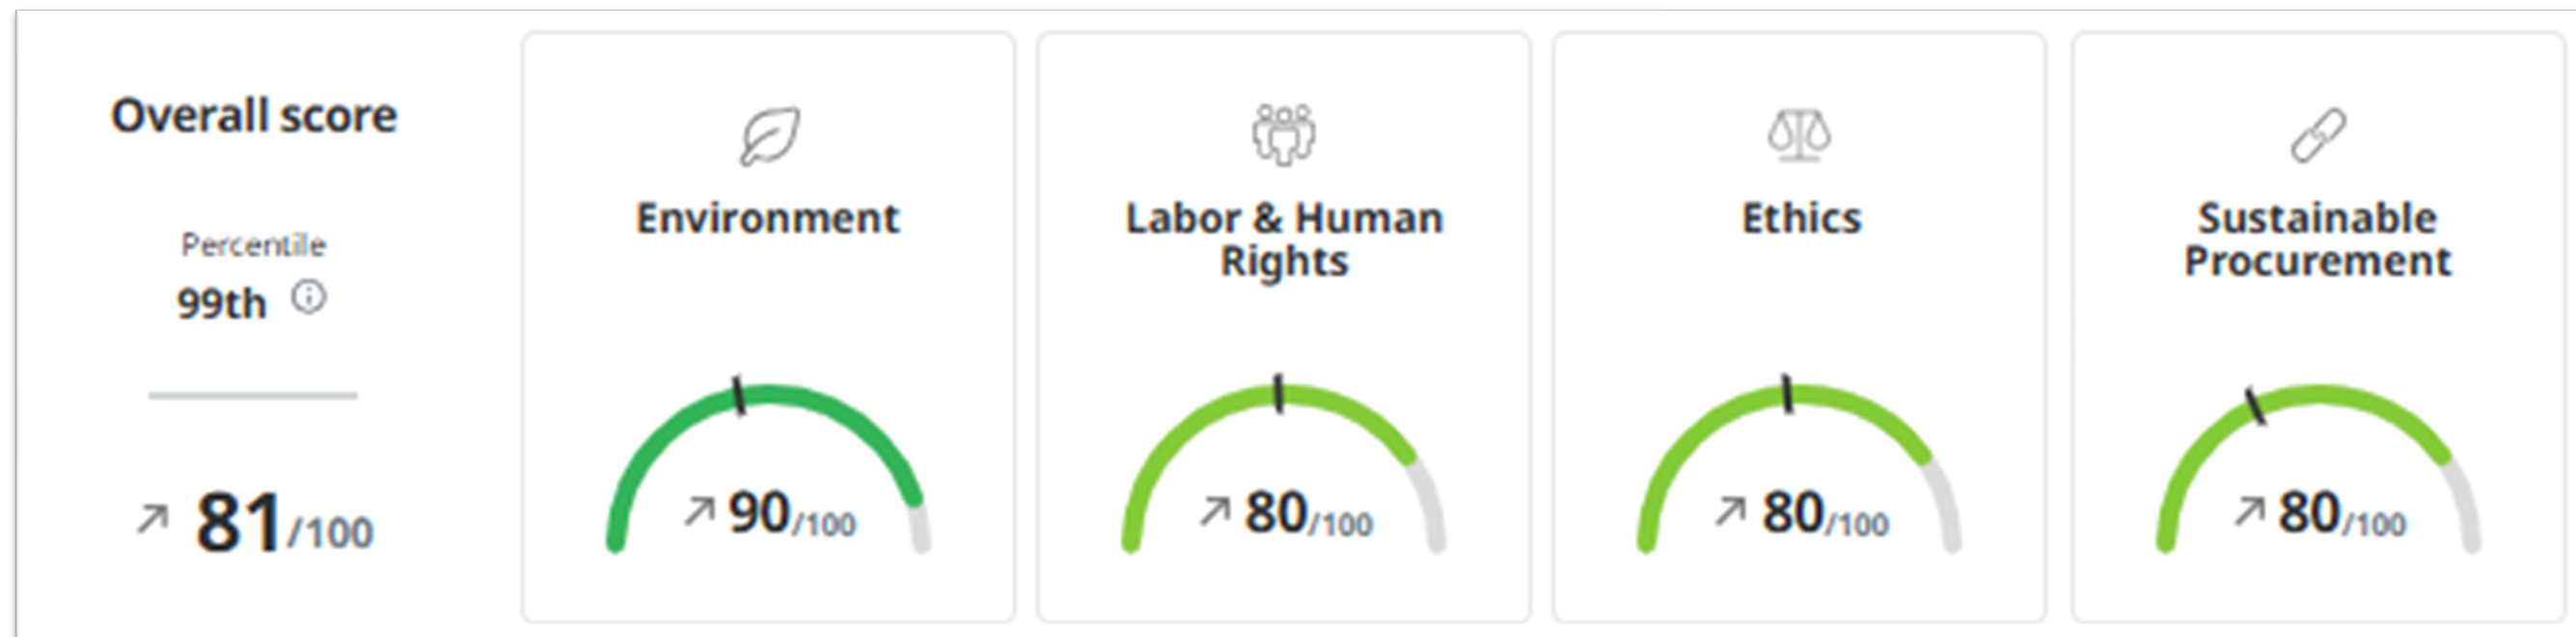 Overall score
Percentile
99th
81/100
Environment
90/100
Labor & Human
Rights
80/100
Ethics
80/100
Sustainable
Procurement
80/100